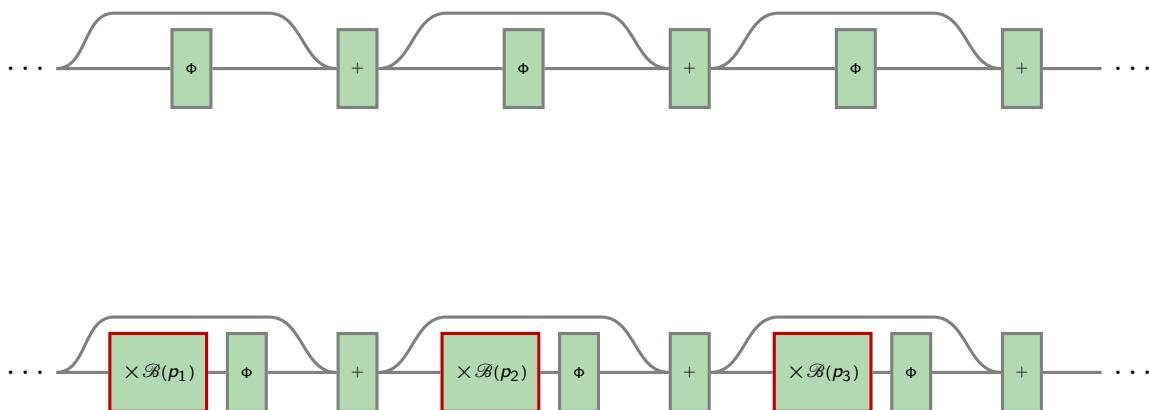 ... Φ + Φ + Φ + ...
... ×ℬ(p₁) Φ + ×ℬ(p₂) Φ + ×ℬ(p₃) Φ + ...